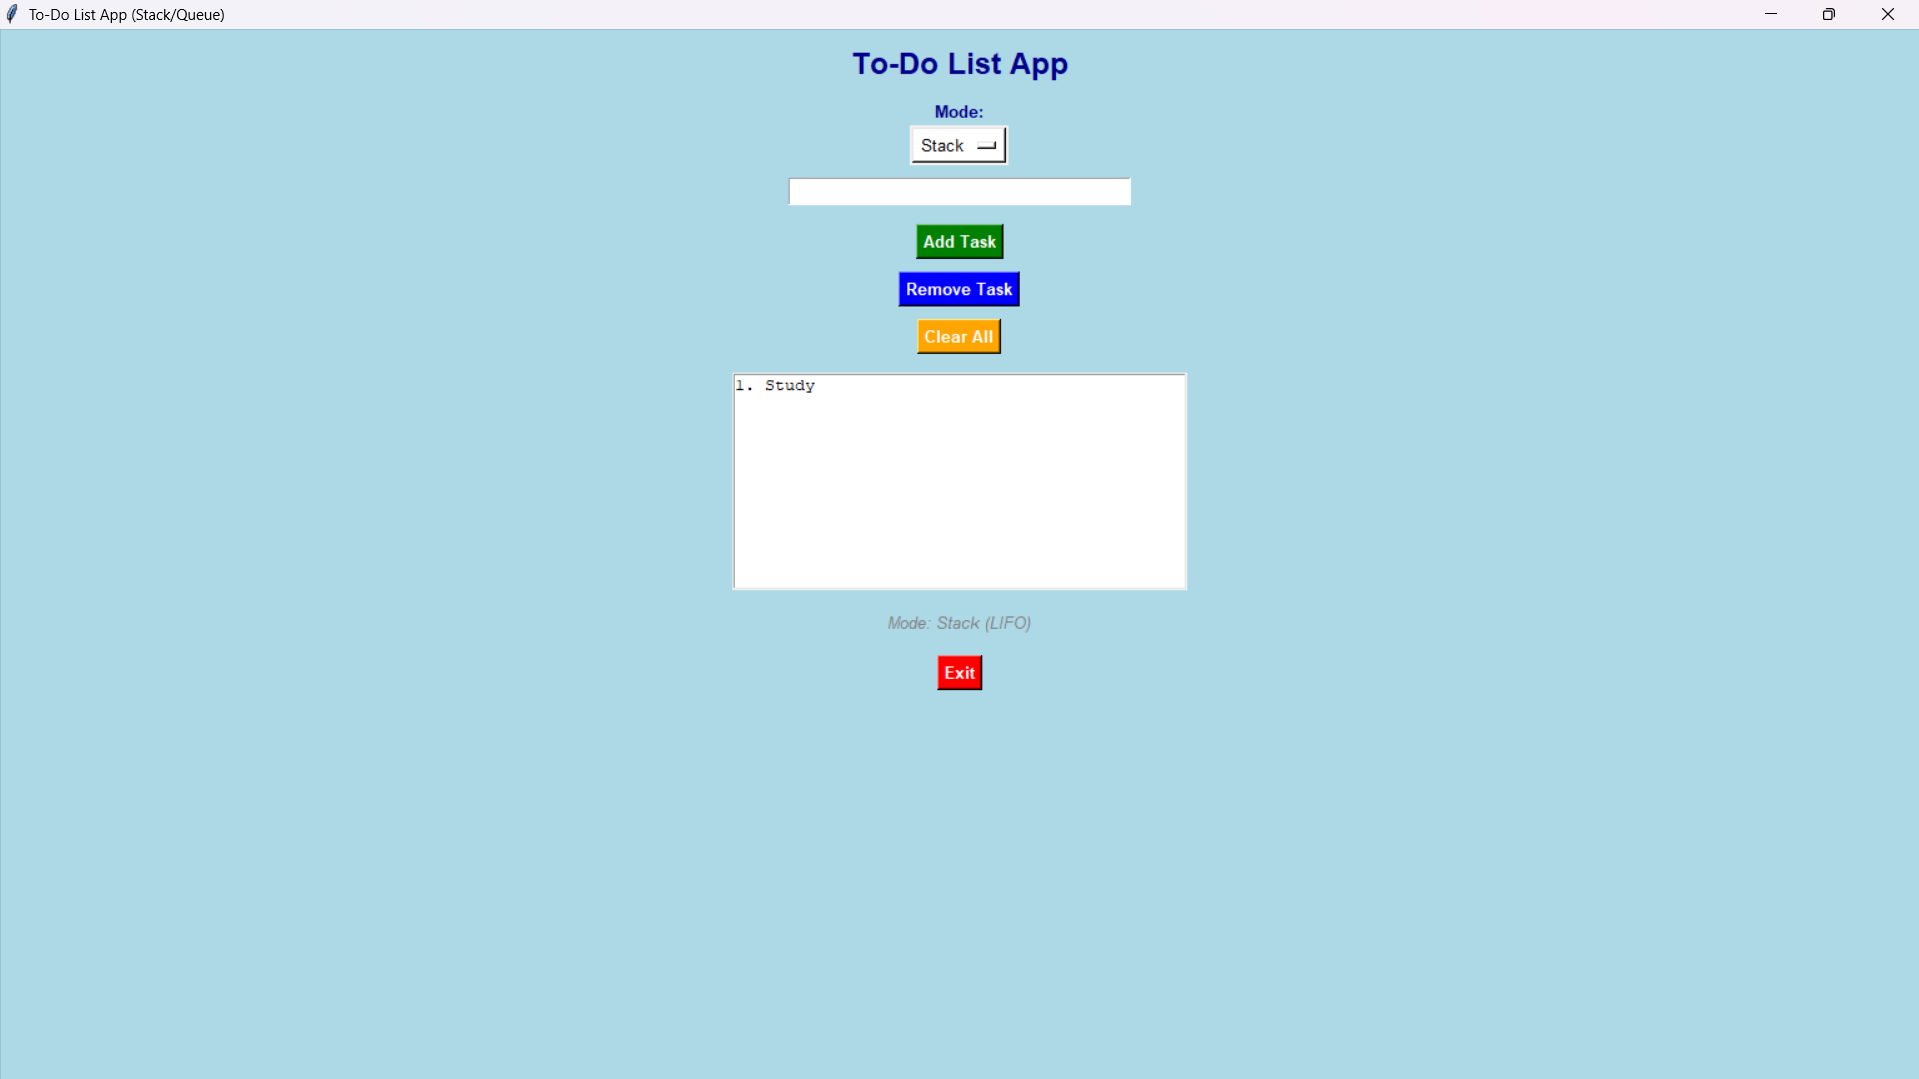 To-Do List App (Stack/Queue)
To-Do List App
Mode:
Stack
Add Task
Remove Task
Clear All
1. Study
Mode: Stack (LIFO)
Exit